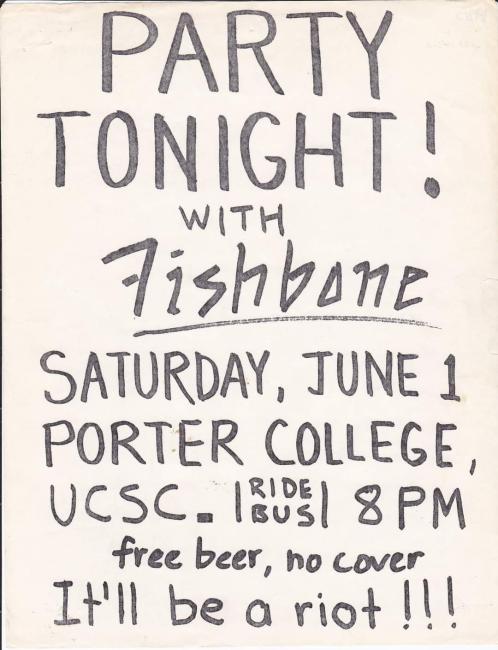 PARTY
TONIGHT!
WITH
Fishbone
SATURDAY, JUNE 1
PORTER COLLEGE,
UCSC. |RIDE BUS| 8 PM
free beer, no cover
It'll be a riot!!!